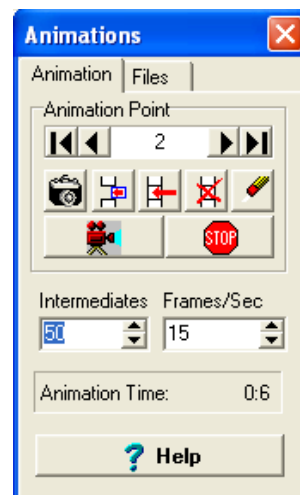 Animations
Animation Files
Animation Point
2
STOP
Intermediates Frames/Sec
50 15
Animation Time: 0:6
? Help